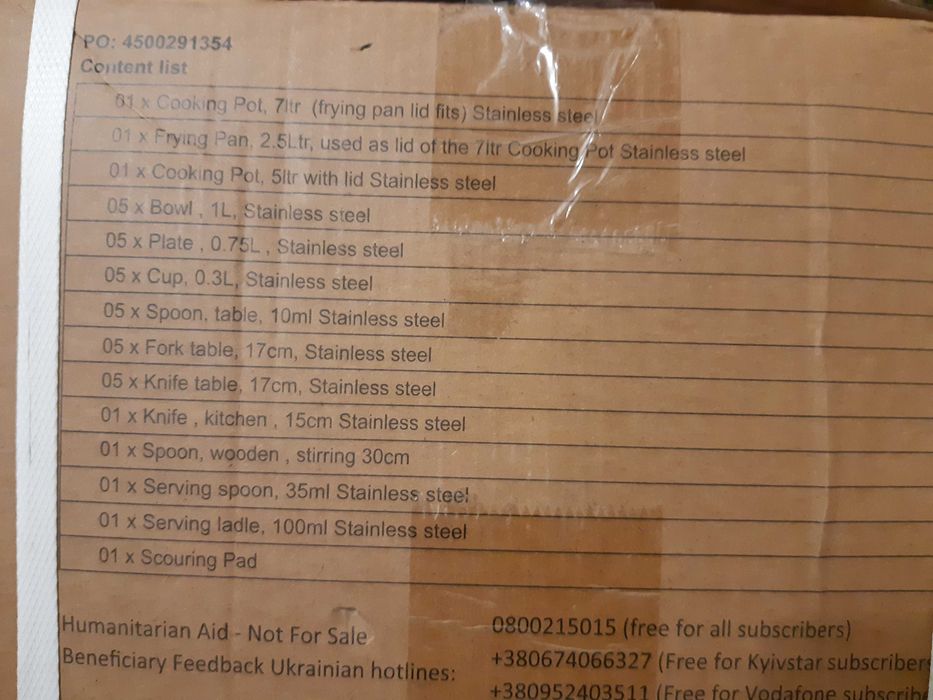 PO: 4500291354
Content list
01 x Cooking Pot, 7ltr (frying pan lid fits) Stainless steel
01 x Frying Pan, 2.5Ltr, used as lid of the 7ltr Cooking Pot Stainless steel
01 x Cooking Pot, 5ltr with lid Stainless steel
05 x Bowl , 1L, Stainless steel
05 x Plate , 0.75L , Stainless steel
05 x Cup, 0.3L, Stainless steel
05 x Spoon, table, 10ml Stainless steel
05 x Fork table, 17cm, Stainless steel
05 x Knife table, 17cm, Stainless steel
01 x Knife , kitchen , 15cm Stainless steel
01 x Spoon, wooden , stirring 30cm
01 x Serving spoon, 35ml Stainless steel
01 x Serving ladle, 100ml Stainless steel
01 x Scouring Pad
Humanitarian Aid - Not For Sale
Beneficiary Feedback Ukrainian hotlines:
0800215015 (free for all subscribers)
+380674066327 (Free for Kyivstar subscribers
+380952403511 (Free for Vodafone subscribe